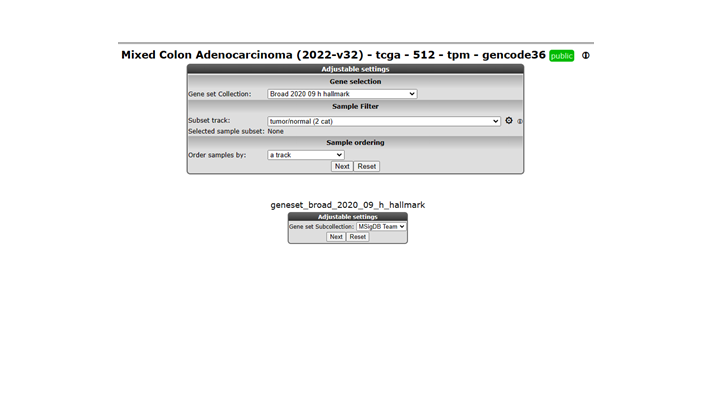 Mixed Colon Adenocarcinoma (2022-v32) - tcga - 512 - tpm - gencode36 public
Adjustable settings
Gene selection
Gene set Collection: Broad 2020 09 h hallmark
Sample Filter
Subset track: tumor/normal (2 cat)
Selected sample subset: None
Sample ordering
Order samples by: a track
Next Reset
geneset_broad_2020_09_h_hallmark
Adjustable settings
Gene set Subcollection: MSigDB Team
Next Reset